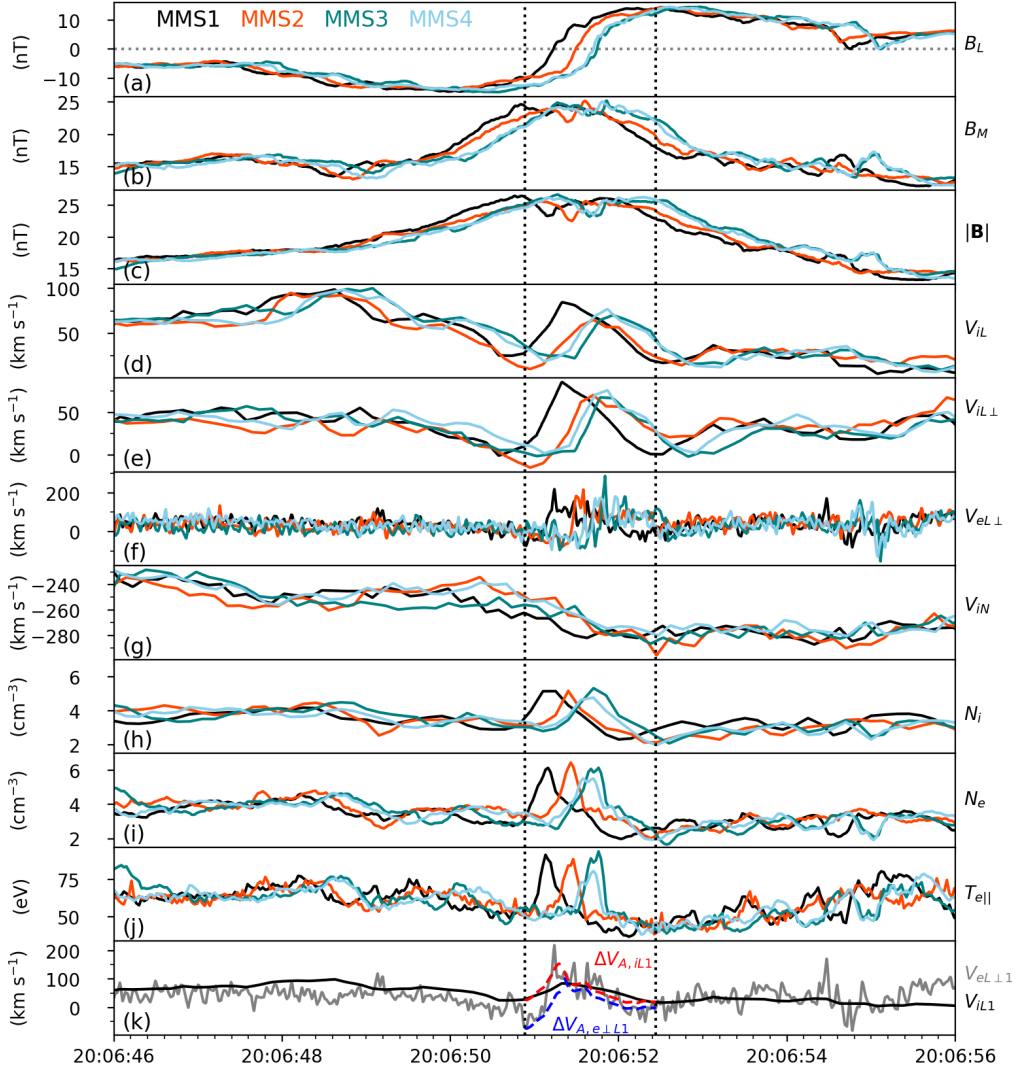 MMS1 MMS2 MMS3 MMS4
10
0
−10
(nT)
(a)
B_L
25
20
15
(nT)
(b)
B_M
25
20
15
(nT)
(c)
|B|
100
50
(km s⁻¹)
(d)
V_iL
50
0
(km s⁻¹)
(e)
V_iL⊥
200
0
(km s⁻¹)
(f)
V_eL⊥
−240
−260
−280
(km s⁻¹)
(g)
V_iN
6
4
2
(cm⁻³)
(h)
N_i
6
4
2
(cm⁻³)
(i)
N_e
75
50
(eV)
(j)
T_e||
200
100
0
(km s⁻¹)
(k)
ΔV_A,iL1
ΔV_A,e⊥L1
V_eL⊥1
V_iL1
20:06:46 20:06:48 20:06:50 20:06:52 20:06:54 20:06:56